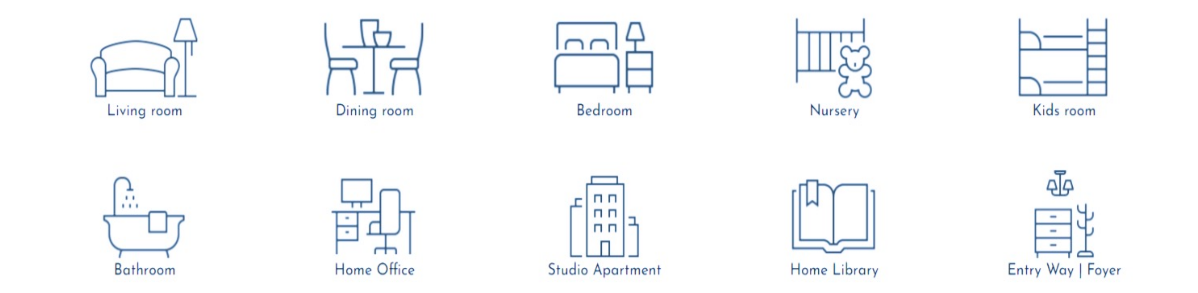 Living room
Dining room
Bedroom
Nursery
Kids room
Bathroom
Home Office
Studio Apartment
Home Library
Entry Way | Foyer